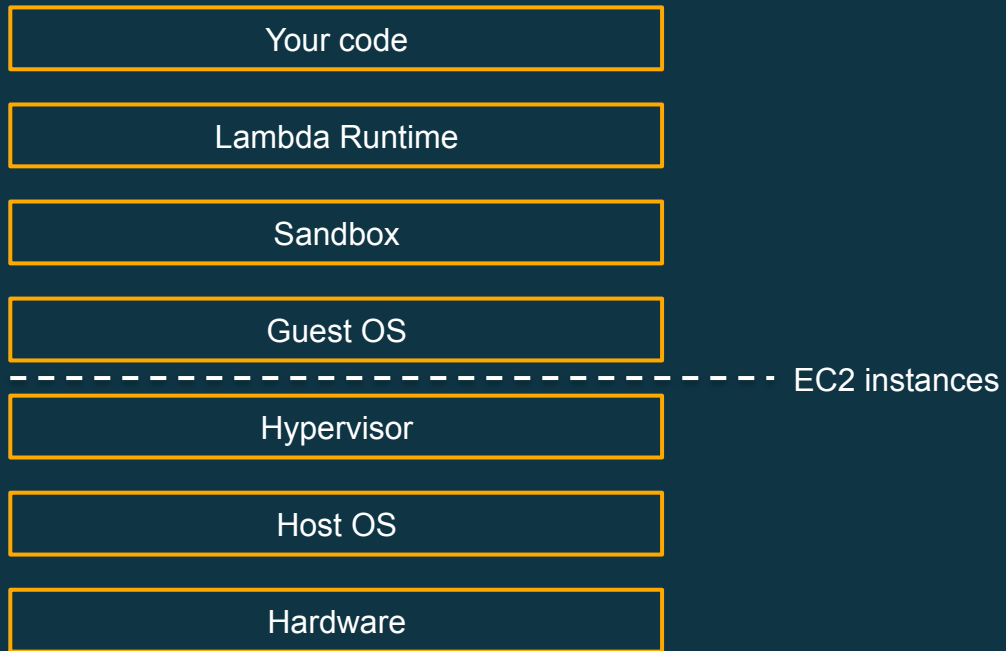 Your code
Lambda Runtime
Sandbox
Guest OS
EC2 instances
Hypervisor
Host OS
Hardware